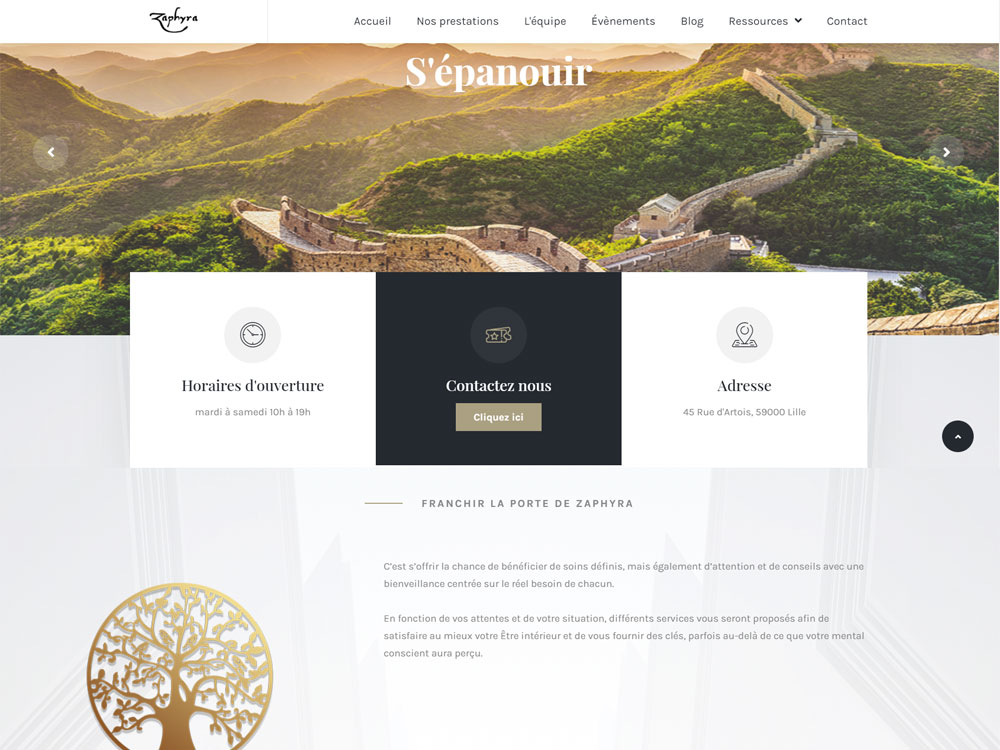 Zaphyra
Accueil
Nos prestations
L'équipe
Évènements
Blog
Ressources
Contact
S'épanouir
Horaires d'ouverture
mardi à samedi 10h à 19h
Contactez nous
Cliquez ici
Adresse
45 Rue d'Artois, 59000 Lille
FRANCHIR LA PORTE DE ZAPHYRA
C'est s'offrir la chance de bénéficier de soins définis, mais également d'attention et de conseils avec une
bienveillance centrée sur le réel besoin de chacun.
En fonction de vos attentes et de votre situation, différents services vous seront proposés afin de
satisfaire au mieux votre Être intérieur et de vous fournir des clés, parfois au-delà de ce que votre mental
conscient aura perçu.